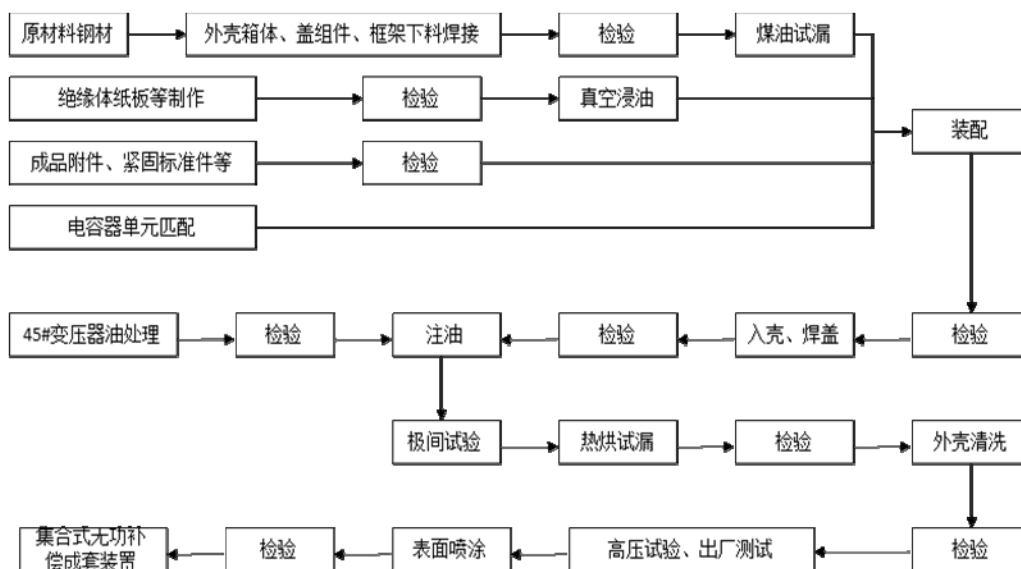 原材料钢材
外壳箱体、盖组件、框架下料焊接
检验
煤油试漏
绝缘体纸板等制作
检验
真空浸油
装配
成品附件、紧固标准件等
检验
电容器单元匹配
45#变压器油处理
检验
注油
检验
入壳、焊盖
检验
极间试验
热烘试漏
检验
外壳清洗
集合式无功补
偿成套装置
检验
表面喷涂
高压试验、出厂测试
检验